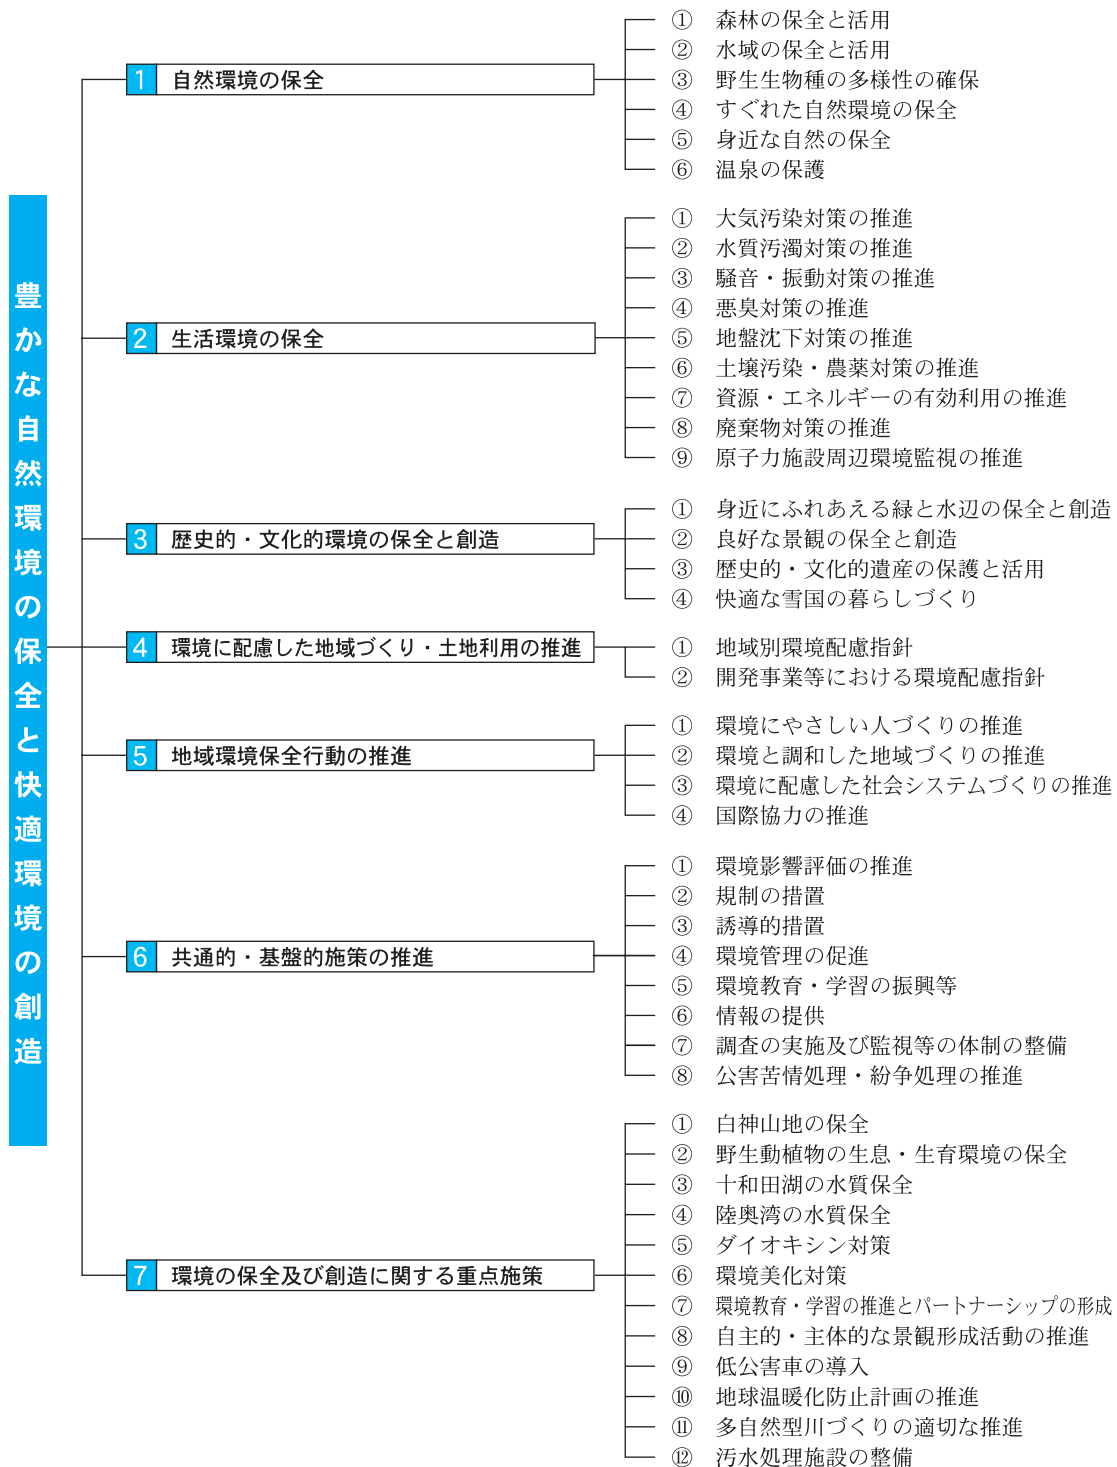 豊かな自然環境の保全と快適環境の創造
1 自然環境の保全
① 森林の保全と活用
② 水域の保全と活用
③ 野生生物種の多様性の確保
④ すぐれた自然環境の保全
⑤ 身近な自然の保全
⑥ 温泉の保護
2 生活環境の保全
① 大気汚染対策の推進
② 水質汚濁対策の推進
③ 騒音・振動対策の推進
④ 悪臭対策の推進
⑤ 地盤沈下対策の推進
⑥ 土壌汚染・農薬対策の推進
⑦ 資源・エネルギーの有効利用の推進
⑧ 廃棄物対策の推進
⑨ 原子力施設周辺環境監視の推進
3 歴史的・文化的環境の保全と創造
① 身近にふれあえる緑と水辺の保全と創造
② 良好な景観の保全と創造
③ 歴史的・文化的遺産の保護と活用
④ 快適な雪国の暮らしづくり
4 環境に配慮した地域づくり・土地利用の推進
① 地域別環境配慮指針
② 開発事業等における環境配慮指針
5 地域環境保全行動の推進
① 環境にやさしい人づくりの推進
② 環境と調和した地域づくりの推進
③ 環境に配慮した社会システムづくりの推進
④ 国際協力の推進
6 共通的・基盤的施策の推進
① 環境影響評価の推進
② 規制の措置
③ 誘導的措置
④ 環境管理の促進
⑤ 環境教育・学習の振興等
⑥ 情報の提供
⑦ 調査の実施及び監視等の体制の整備
⑧ 公害苦情処理・紛争処理の推進
7 環境の保全及び創造に関する重点施策
① 白神山地の保全
② 野生動植物の生息・生育環境の保全
③ 十和田湖の水質保全
④ 陸奥湾の水質保全
⑤ ダイオキシン対策
⑥ 環境美化対策
⑦ 環境教育・学習の推進とパートナーシップの形成
⑧ 自主的・主体的な景観形成活動の推進
⑨ 低公害車の導入
⑩ 地球温暖化防止計画の推進
⑪ 多自然型川づくりの適切な推進
⑫ 汚水処理施設の整備